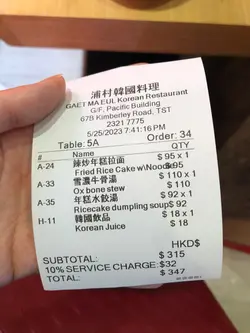 浦村韓國料理
GAET MA EUL Korean Restaurant
G/F, Pacific Building
67B Kimberley Road, TST
2321 7775
5/25/2023 7:41:16 PM
Table: 5A Order: 34
# Name QTY
A-24 辣炒年糕拉面 $ 95 x 1
Fried Rice Cake w\Noodle $95
A-33 雪濃牛骨湯 $ 110 x 1
Ox bone stew $ 110
A-35 年糕水餃湯 $ 92 x 1
Ricecake dumpling soup $ 92
H-11 韓國飲品 $ 18 x 1
Korean Juice $ 18
HKD$
SUBTOTAL: $ 315
10% SERVICE CHARGE: $32
TOTAL: $ 347